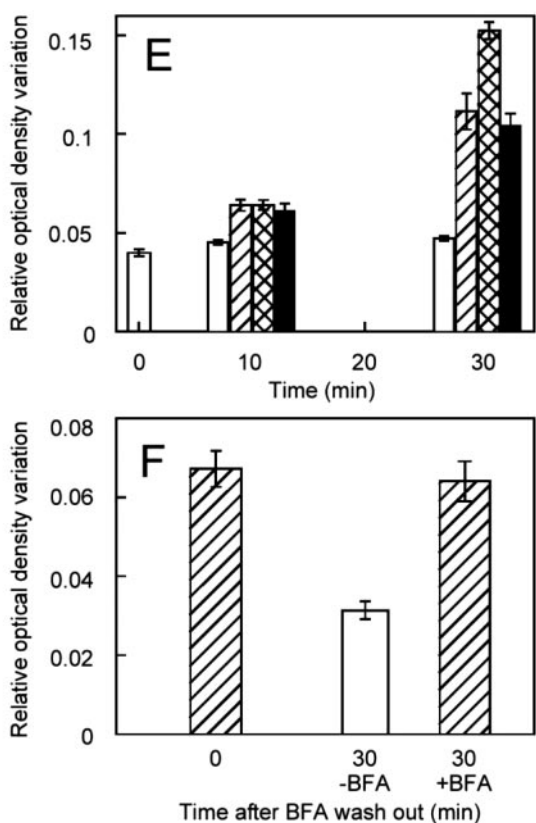 Relative optical density variation
E
0.15
0.1
0.05
0
0 10 20 30
Time (min)
Relative optical density variation
F
0.08
0.06
0.04
0.02
0
0 30 30
-BFA +BFA
Time after BFA wash out (min)